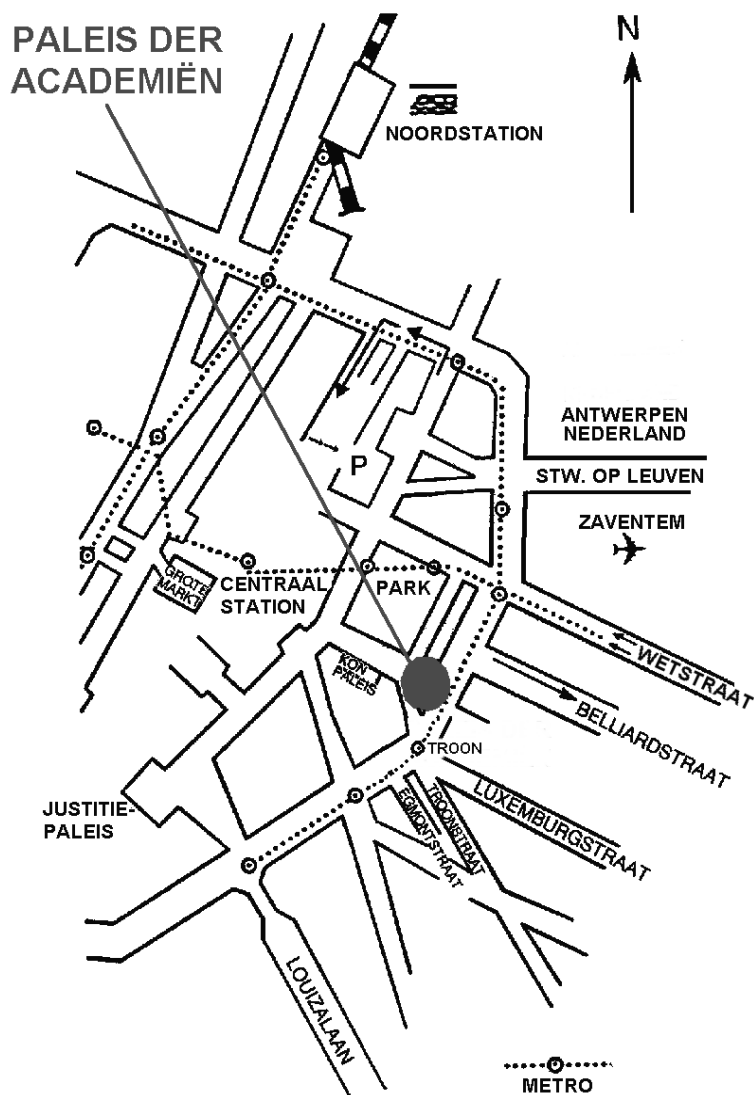 PALEIS DER
ACADEMIËN
N
NOORDSTATION
ANTWERPEN
NEDERLAND
STW. OP LEUVEN
P
ZAVENTEM
GROTE
MARKT
CENTRAAL
STATION
PARK
WETSTRAAT
KON
PALEIS
BELLIARDSTRAAT
TROON
LUXEMBURGSTRAAT
TROONSTRAAT
EGMONTSTRAAT
JUSTITIE-
PALEIS
LOUIZALAAN
METRO